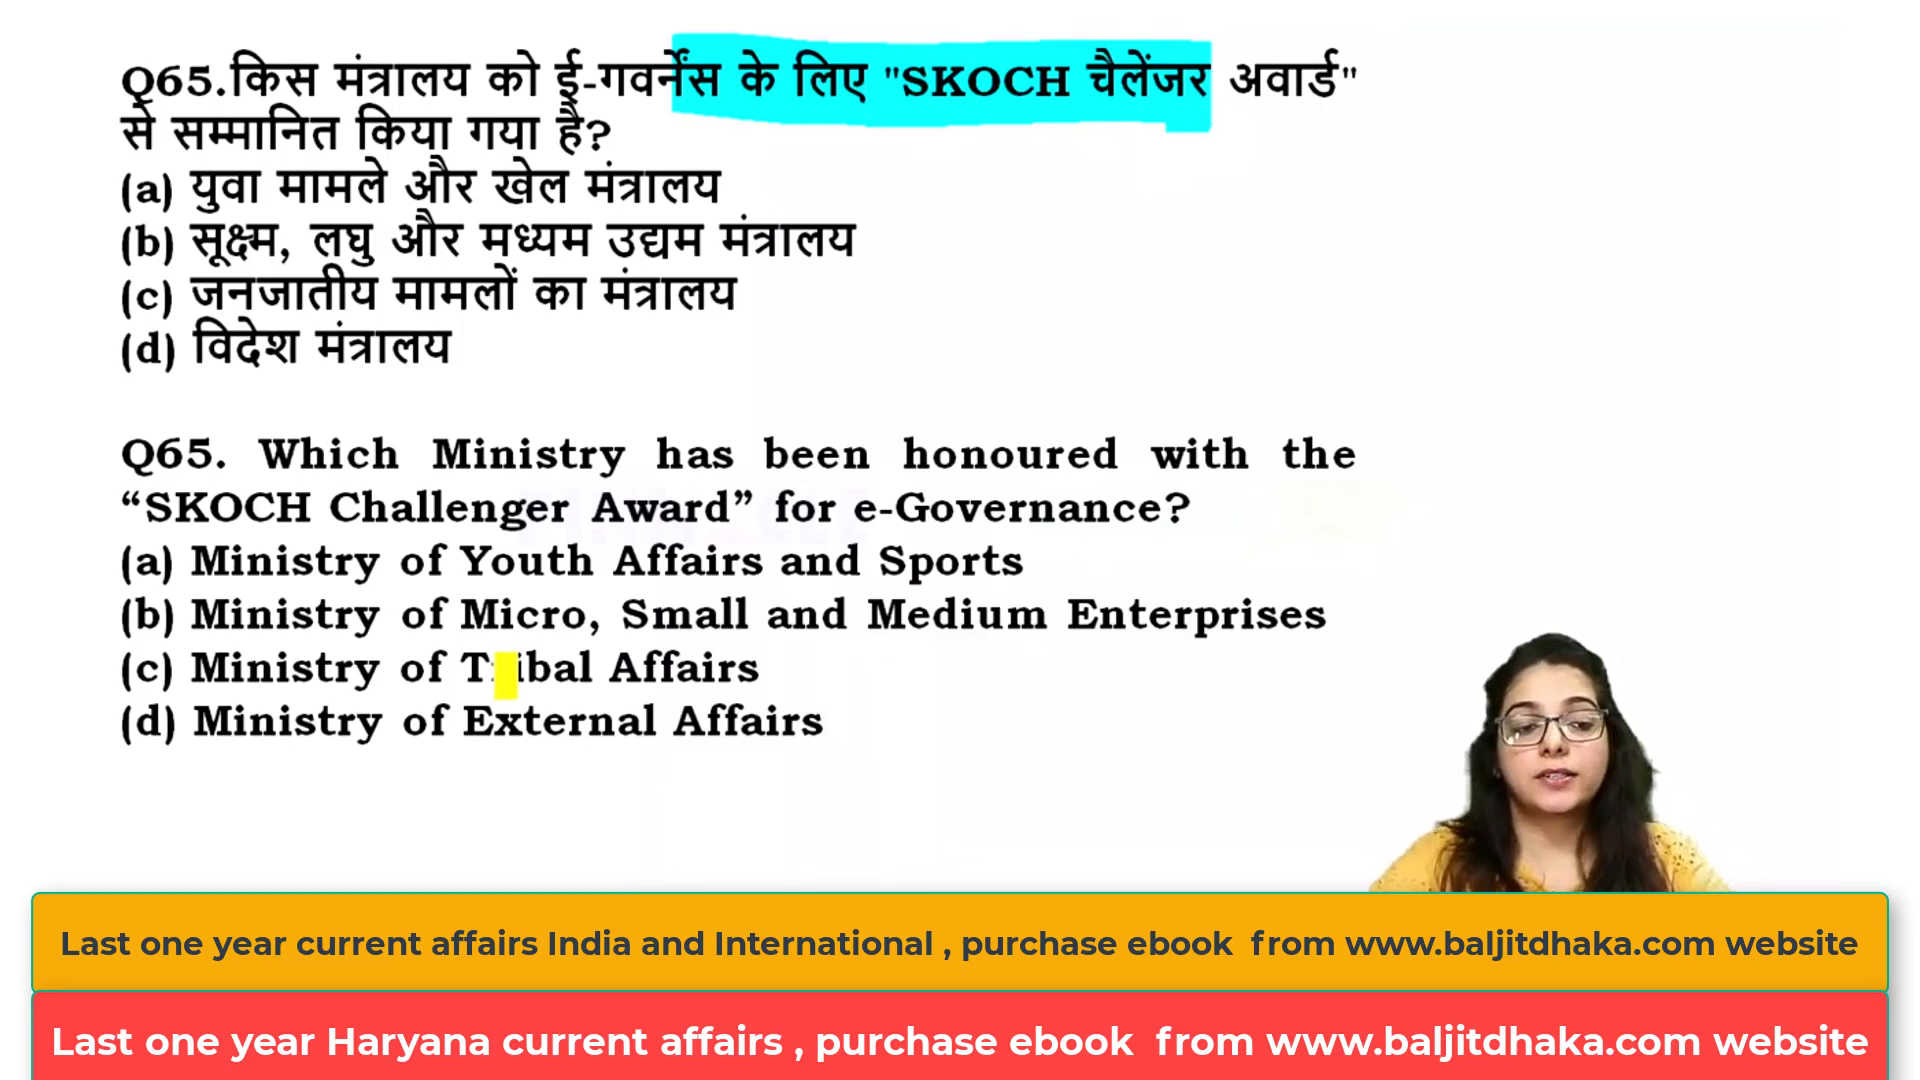 Q65.किस मंत्रालय को ई-गवर्नेंस के लिए "SKOCH चैलेंजर अवार्ड"
से सम्मानित किया गया है?
(a) युवा मामले और खेल मंत्रालय
(b) सूक्ष्म, लघु और मध्यम उद्यम मंत्रालय
(c) जनजातीय मामलों का मंत्रालय
(d) विदेश मंत्रालय
Q65. Which Ministry has been honoured with the
“SKOCH Challenger Award” for e-Governance?
(a) Ministry of Youth Affairs and Sports
(b) Ministry of Micro, Small and Medium Enterprises
(c) Ministry of Tribal Affairs
(d) Ministry of External Affairs
Last one year current affairs India and International , purchase ebook from www.baljitdhaka.com website
Last one year Haryana current affairs , purchase ebook from www.baljitdhaka.com website